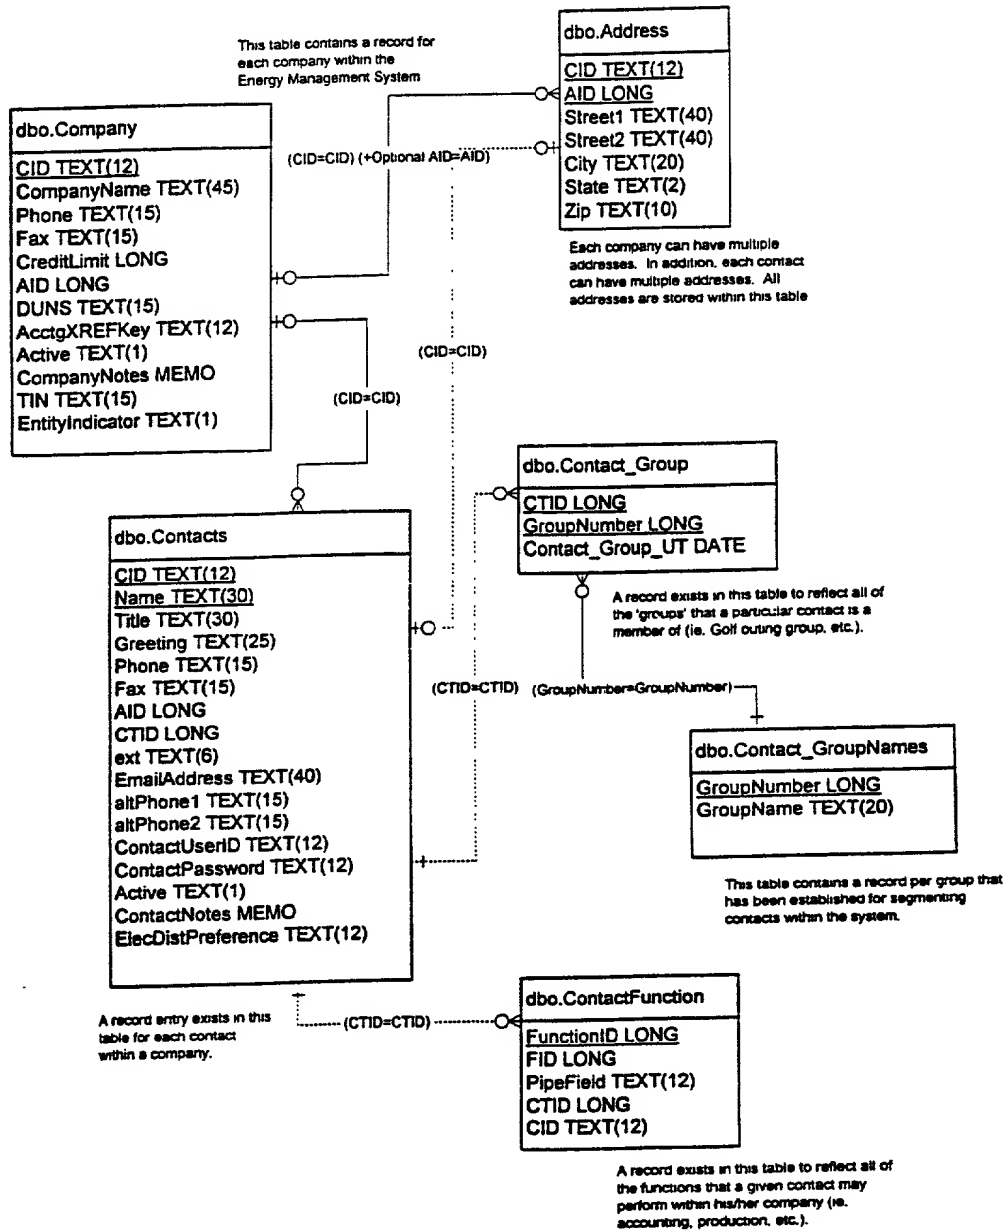 This table contains a record for
each company within the
Energy Management System
dbo.Address
CID TEXT(12)
AID LONG
Street1 TEXT(40)
Street2 TEXT(40)
City TEXT(20)
State TEXT(2)
Zip TEXT(10)
Each company can have multiple
addresses. In addition, each contact
can have multiple addresses. All
addresses are stored within this table
dbo.Company
CID TEXT(12)
CompanyName TEXT(45)
Phone TEXT(15)
Fax TEXT(15)
CreditLimit LONG
AID LONG
DUNS TEXT(15)
AcctgXREFKey TEXT(12)
Active TEXT(1)
CompanyNotes MEMO
TIN TEXT(15)
EntityIndicator TEXT(1)
(CID=CID) (+Optional AID=AID)
(CID=CID)
(CID=CID)
dbo.Contact_Group
CTID LONG
GroupNumber LONG
Contact_Group_UT DATE
A record exists in this table to reflect all of
the 'groups' that a particular contact is a
member of (ie. Golf outing group, etc.).
dbo.Contacts
CID TEXT(12)
Name TEXT(30)
Title TEXT(30)
Greeting TEXT(25)
Phone TEXT(15)
Fax TEXT(15)
AID LONG
CTID LONG
ext TEXT(6)
EmailAddress TEXT(40)
altPhone1 TEXT(15)
altPhone2 TEXT(15)
ContactUserID TEXT(12)
ContactPassword TEXT(12)
Active TEXT(1)
ContactNotes MEMO
ElecDistPreference TEXT(12)
(CTID=CTID)
(GroupNumber=GroupNumber)
dbo.Contact_GroupNames
GroupNumber LONG
GroupName TEXT(20)
This table contains a record per group that
has been established for segmenting
contacts within the system.
A record entry exists in this
table for each contact
within a company.
(CTID=CTID)
dbo.ContactFunction
FunctionID LONG
FID LONG
PipeField TEXT(12)
CTID LONG
CID TEXT(12)
A record exists in this table to reflect all of
the functions that a given contact may
perform within his/her company (ie.
accounting, production, etc.).